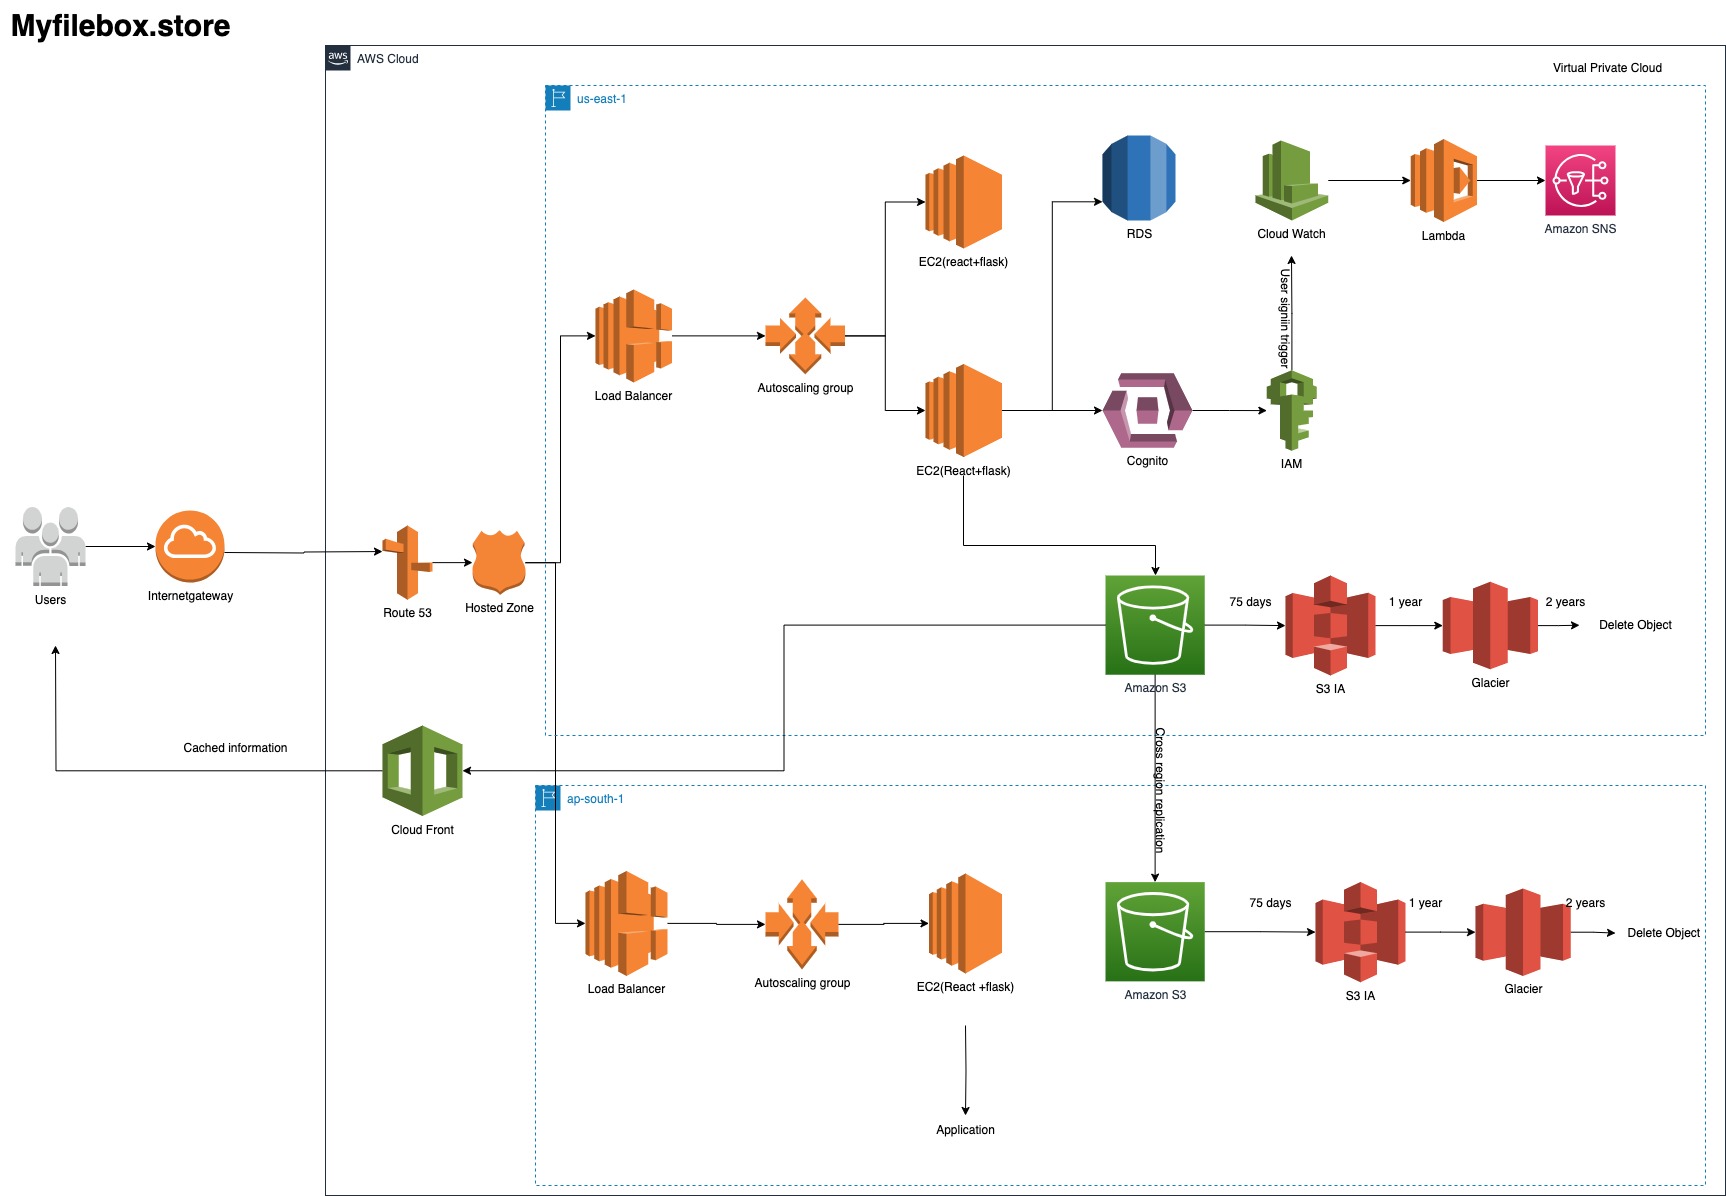 Myfilebox.store
aws
AWS Cloud
Virtual Private Cloud
us-east-1
RDS
Cloud Watch
Lambda
Amazon SNS
EC2(react+flask)
User signiin trigger
Load Balancer
Autoscaling group
EC2(React+flask)
Cognito
IAM
Users
Internetgateway
Route 53
Hosted Zone
75 days
1 year
2 years
Delete Object
Amazon S3
S3 IA
Glacier
Cached information
Cross region replication
Cloud Front
ap-south-1
75 days
1 year
2 years
Delete Object
Load Balancer
Autoscaling group
EC2(React +flask)
Amazon S3
S3 IA
Glacier
Application